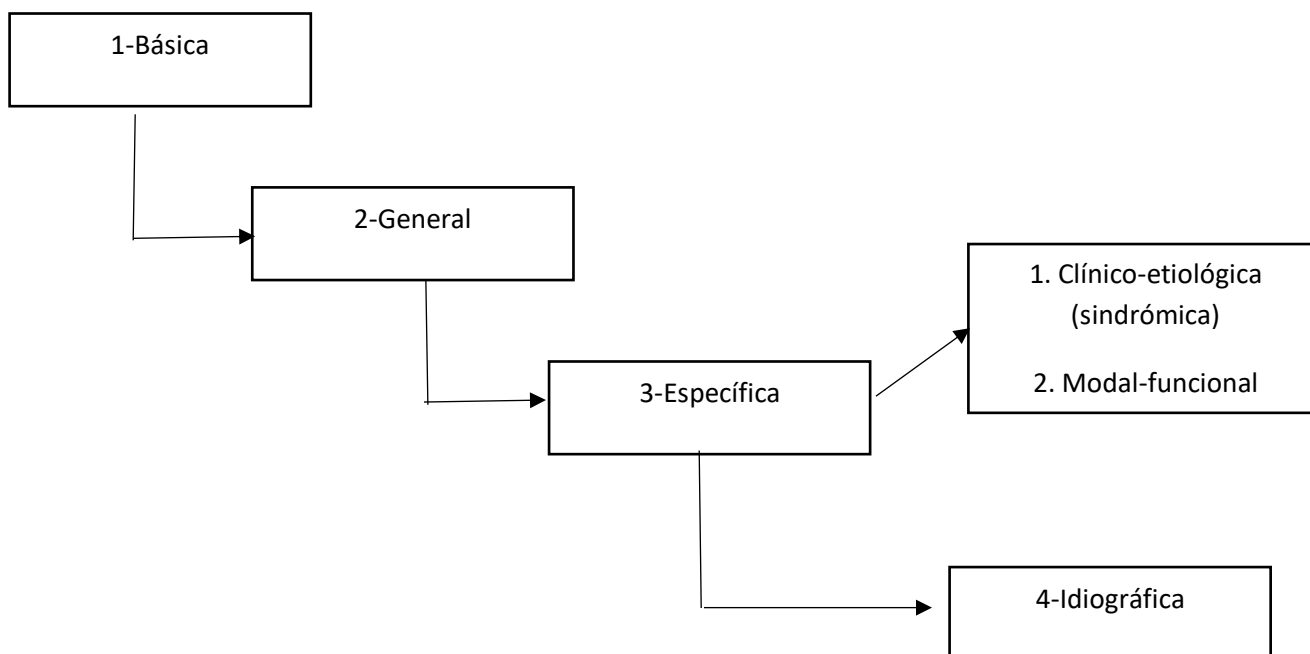 1-Básica
2-General
3-Específica
1. Clínico-etiológica
(sindrómica)
2. Modal-funcional
4-Idiográfica